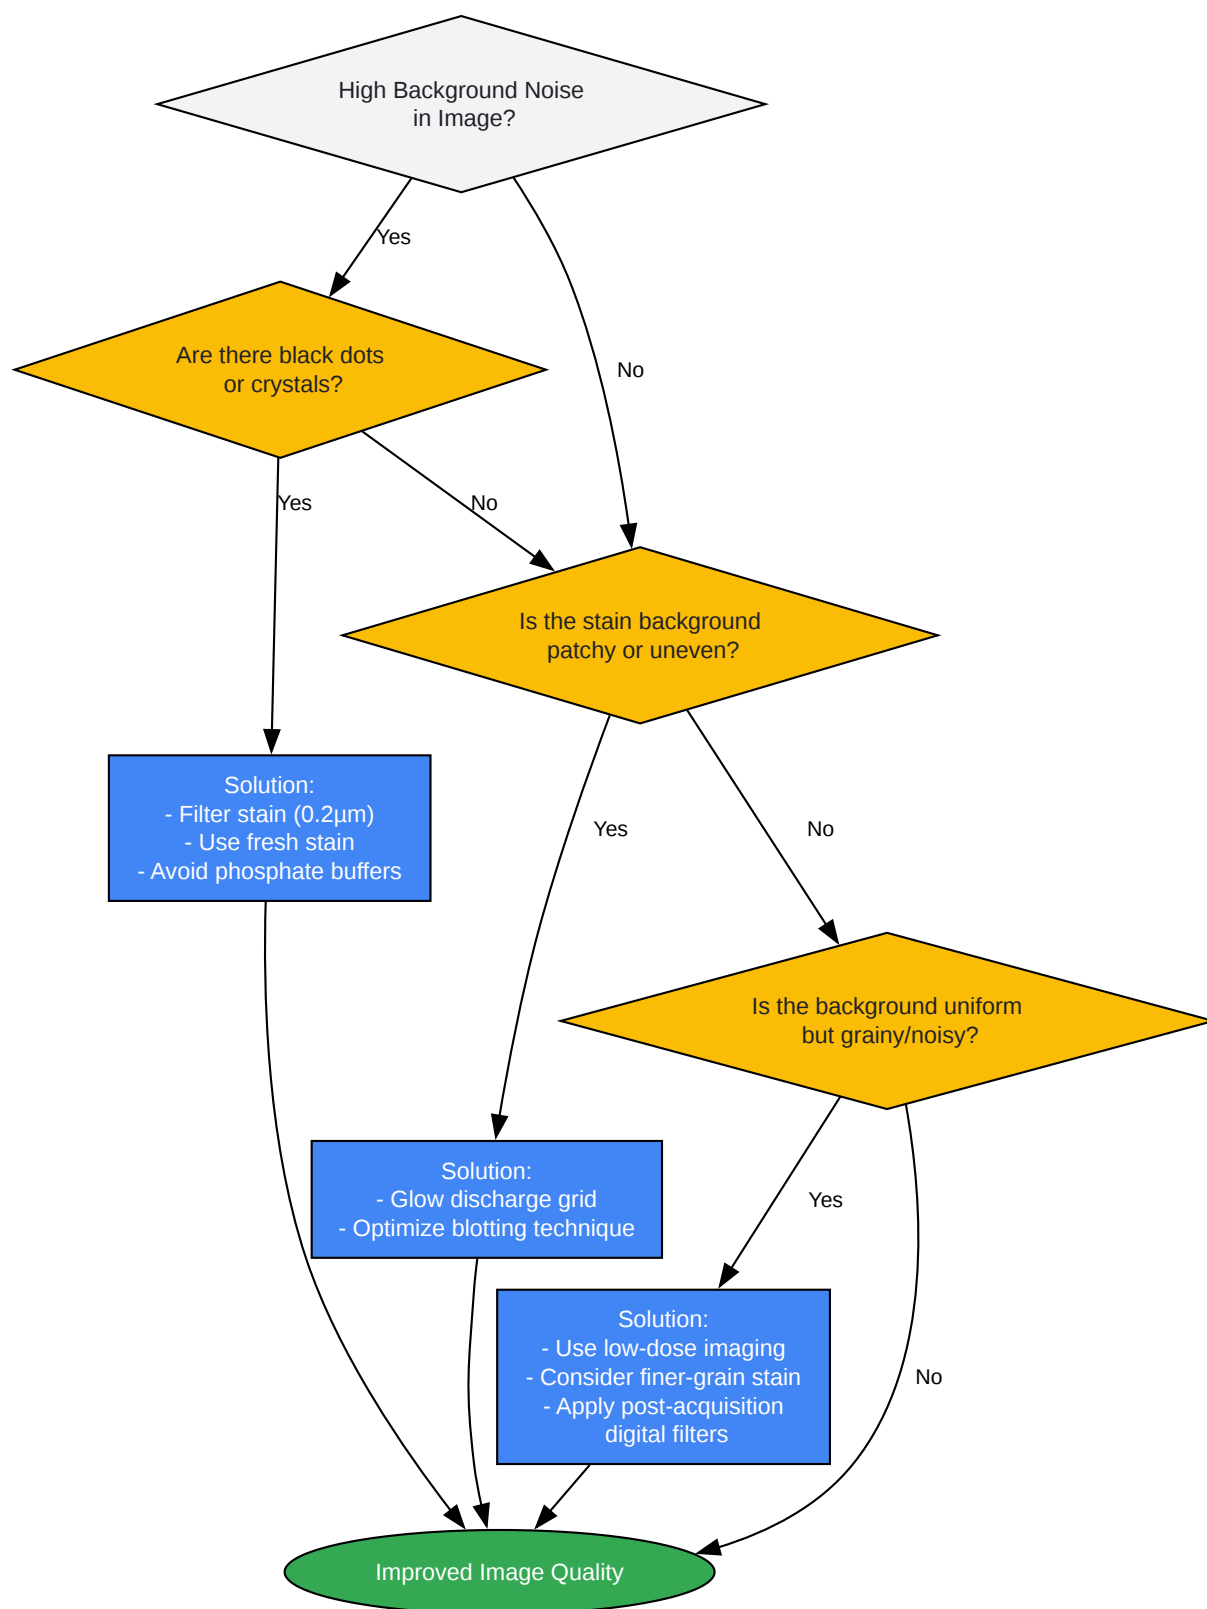 High Background Noise
in Image?
Yes
No
Are there black dots
or crystals?
Yes
No
Is the stain background
patchy or uneven?
Solution:
- Filter stain (0.2µm)
- Use fresh stain
- Avoid phosphate buffers
Yes
No
Is the background uniform
but grainy/noisy?
Solution:
- Glow discharge grid
- Optimize blotting technique
Yes
No
Solution:
- Use low-dose imaging
- Consider finer-grain stain
- Apply post-acquisition
digital filters
Improved Image Quality